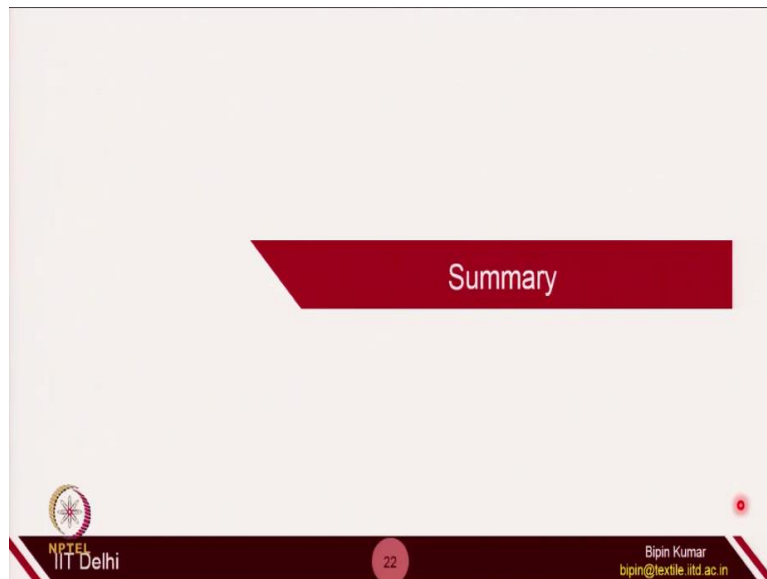 Summary
NPTEL
IIT Delhi
22
Bipin Kumar
bipin@textile.iitd.ac.in